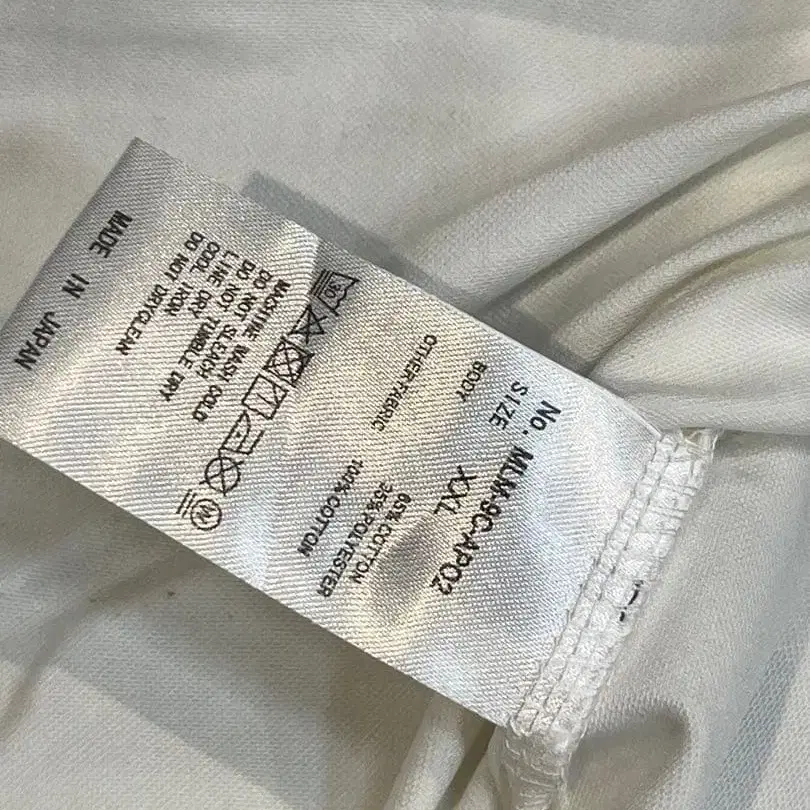 No. MLM-9C-AP02
SIZE XXL
BODY 65%COTTON
35%POLYESTER
OTHER-FABRIC 100%COTTON
30
W
MACHINE WASH COLD
DO NOT BLEACH
DO NOT TUMBLE DRY
LINE DRY
COOL IRON
DO NOT DRYCLEAN
MADE IN JAPAN